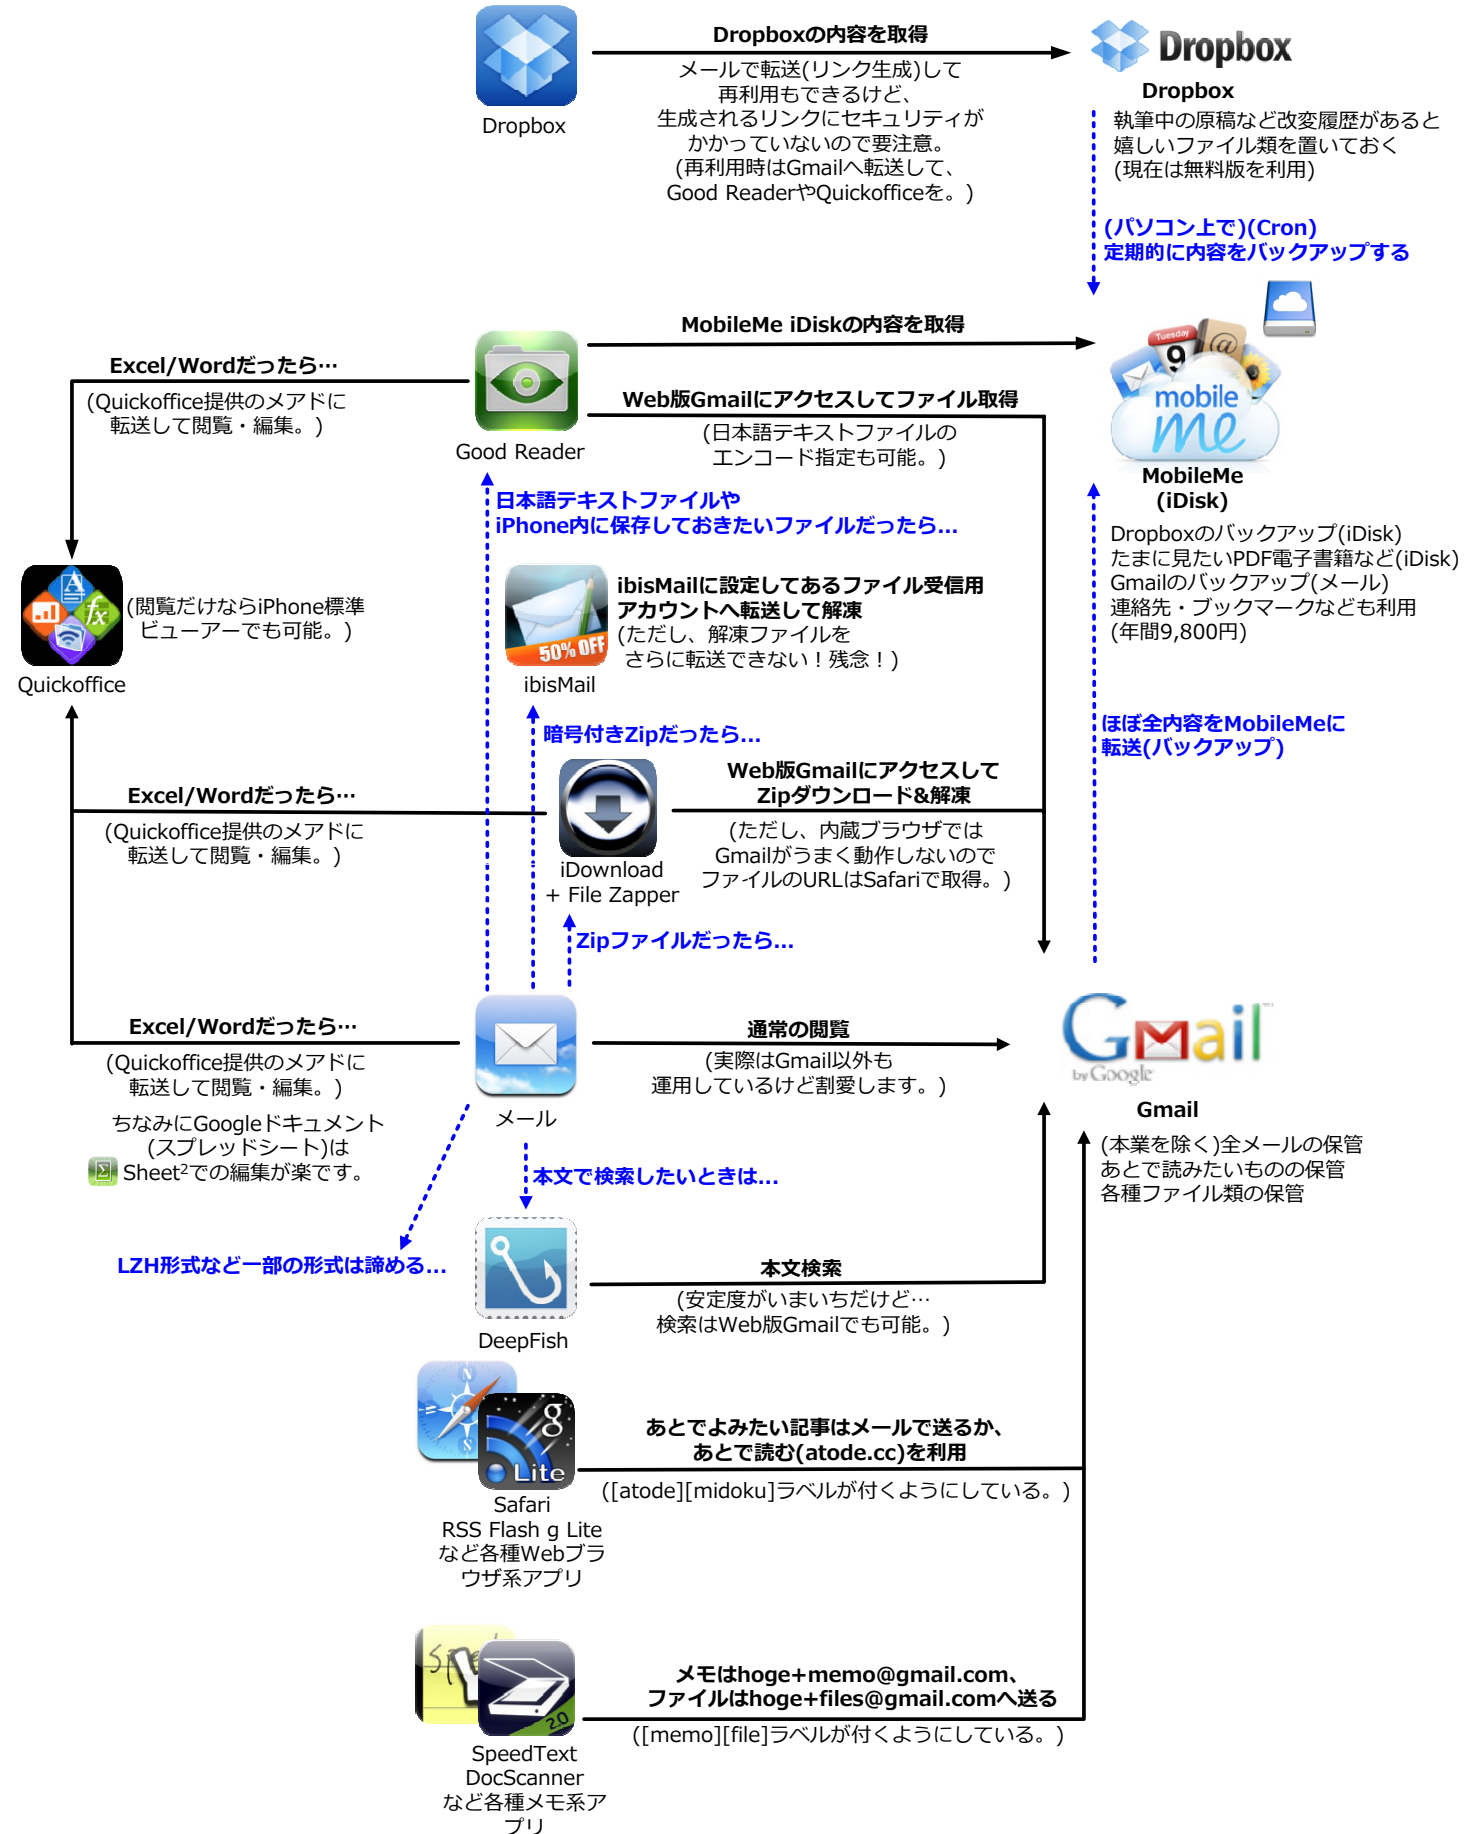 Dropboxの内容を取得
メールで転送(リンク生成)して
再利用もできるけど、
生成されるリンクにセキュリティが
かかっていないので要注意。
(再利用時はGmailへ転送して、
Good ReaderやQuickofficeを。)
Dropbox
Dropbox
Dropbox
執筆中の原稿など改変履歴があると
嬉しいファイル類を置いておく
(現在は無料版を利用)
(パソコン上で)(Cron)
定期的に内容をバックアップする
MobileMe iDiskの内容を取得
Tuesday
9
@
mobile
me
MobileMe
(iDisk)
Excel/Wordだったら…
(Quickoffice提供のメアドに
転送して閲覧・編集。)
Web版Gmailにアクセスしてファイル取得
(日本語テキストファイルの
エンコード指定も可能。)
Good Reader
日本語テキストファイルや
iPhone内に保存しておきたいファイルだったら...
Dropboxのバックアップ(iDisk)
たまに見たいPDF電子書籍など(iDisk)
Gmailのバックアップ(メール)
連絡先・ブックマークなども利用
(年間9,800円)
A
fx
(閲覧だけならiPhone標準
ビューアーでも可能。)
Quickoffice
ibisMailに設定してあるファイル受信用
アカウントへ転送して解凍
(ただし、解凍ファイルを
さらに転送できない！残念！)
50% OFF
ibisMail
暗号付きZipだったら...
ほぼ全内容をMobileMeに
転送(バックアップ)
Excel/Wordだったら…
(Quickoffice提供のメアドに
転送して閲覧・編集。)
Web版Gmailにアクセスして
Zipダウンロード&解凍
(ただし、内蔵ブラウザでは
Gmailがうまく動作しないので
ファイルのURLはSafariで取得。)
iDownload
+ File Zapper
Zipファイルだったら...
Excel/Wordだったら…
(Quickoffice提供のメアドに
転送して閲覧・編集。)
ちなみにGoogleドキュメント
(スプレッドシート)は
Σ Sheet²での編集が楽です。
メール
通常の閲覧
(実際はGmail以外も
運用しているけど割愛します。)
Gmail
by Google
Gmail
(本業を除く)全メールの保管
あとで読みたいものの保管
各種ファイル類の保管
本文で検索したいときは...
LZH形式など一部の形式は諦める...
本文検索
(安定度がいまいちだけど…
検索はWeb版Gmailでも可能。)
DeepFish
N
S
g
Lite
あとでよみたい記事はメールで送るか、
あとで読む(atode.cc)を利用
([atode][midoku]ラベルが付くようにしている。)
Safari
RSS Flash g Lite
など各種Webブラ
ウザ系アプリ
2.0
メモはhoge+memo@gmail.com、
ファイルはhoge+files@gmail.comへ送る
([memo][file]ラベルが付くようにしている。)
SpeedText
DocScanner
など各種メモ系ア
プリ